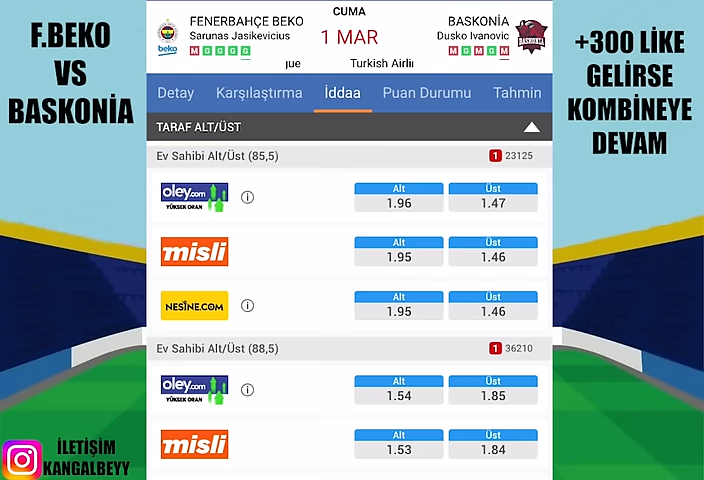 F.BEKO
VS
BASKONİA
beko
FENERBAHÇE BEKO
Sarunas Jasikevicius
M G G G G
CUMA
1 MAR
BASKONİA
Dusko Ivanovic
M G M G M
Turkish Airli
Detay Karşılaştırma İddaa Puan Durumu Tahmin
TARAF ALT/ÜST
Ev Sahibi Alt/Üst (85,5) 1 23125
oley.com
YÜKSEK ORAN
Alt Üst
1.96 1.47
misli
Alt Üst
1.95 1.46
NESİNE.COM
Alt Üst
1.95 1.46
Ev Sahibi Alt/Üst (88,5) 1 36210
oley.com
YÜKSEK ORAN
Alt Üst
1.54 1.85
misli
Alt Üst
1.53 1.84
+300 LİKE
GELİRSE
KOMBİNEYE
DEVAM
İLETİŞİM
KANGALBEYY